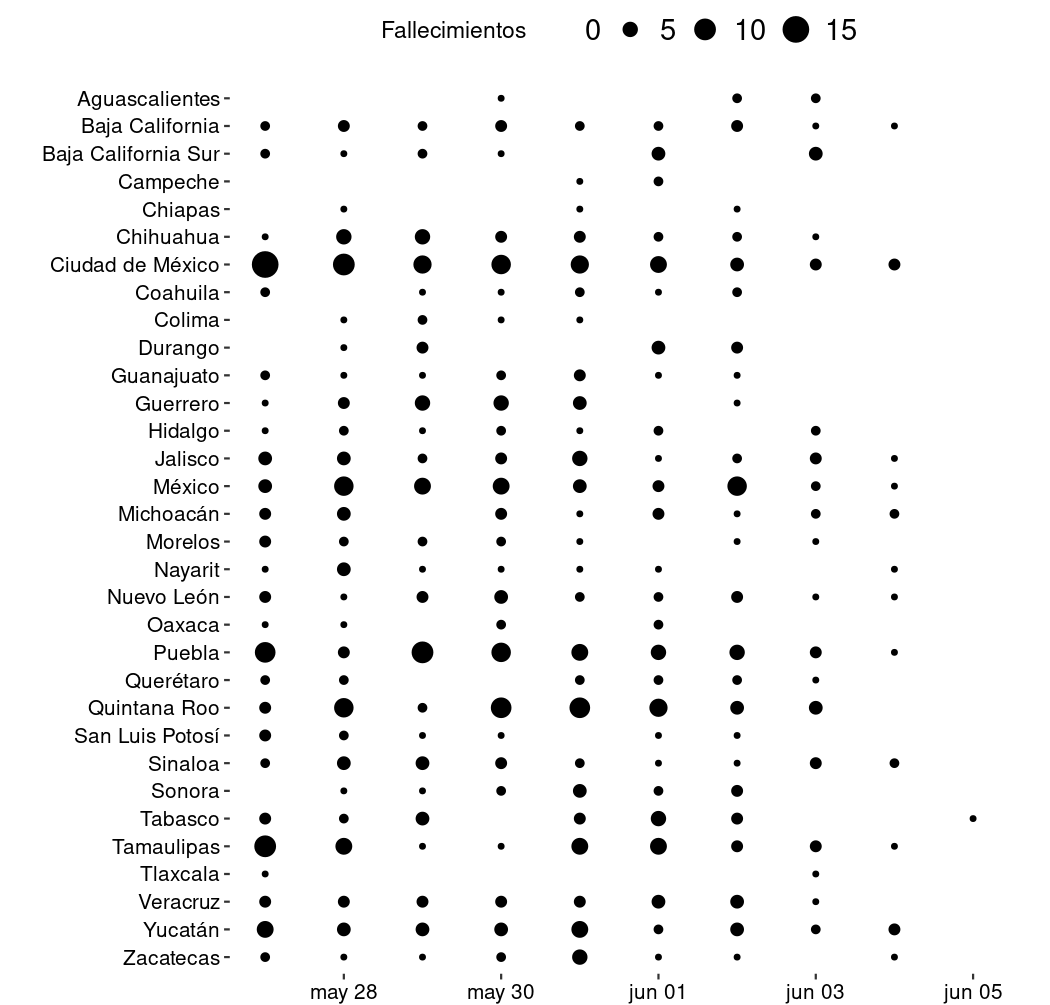 Fallecimientos 0 5 10 15
Aguascalientes
Baja California
Baja California Sur
Campeche
Chiapas
Chihuahua
Ciudad de México
Coahuila
Colima
Durango
Guanajuato
Guerrero
Hidalgo
Jalisco
México
Michoacán
Morelos
Nayarit
Nuevo León
Oaxaca
Puebla
Querétaro
Quintana Roo
San Luis Potosí
Sinaloa
Sonora
Tabasco
Tamaulipas
Tlaxcala
Veracruz
Yucatán
Zacatecas
may 28 may 30 jun 01 jun 03 jun 05